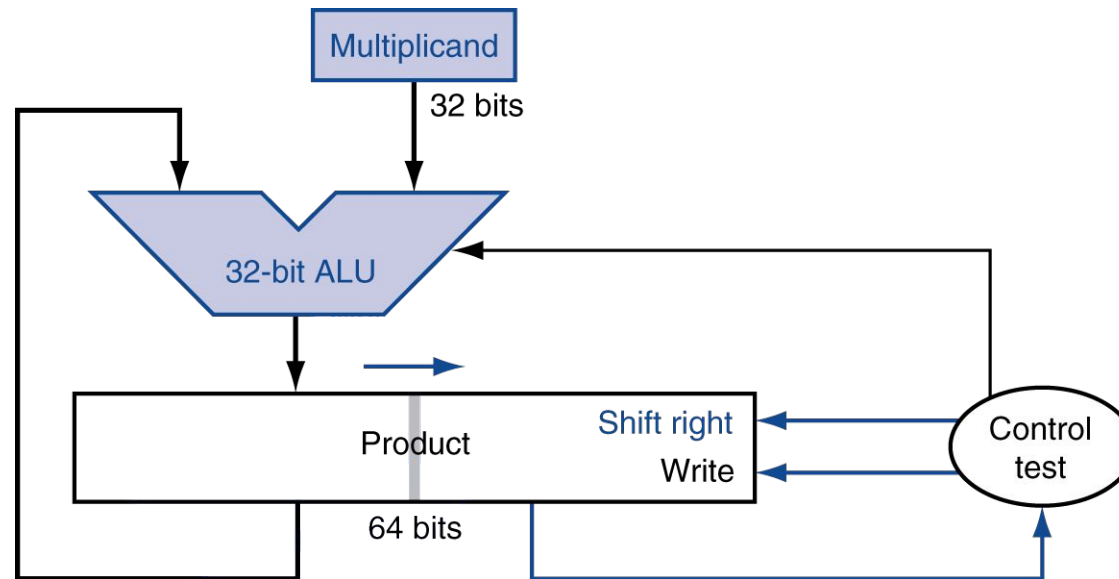 Multiplicand
32 bits
32-bit ALU
Shift right
Product
Write
64 bits
Control
test